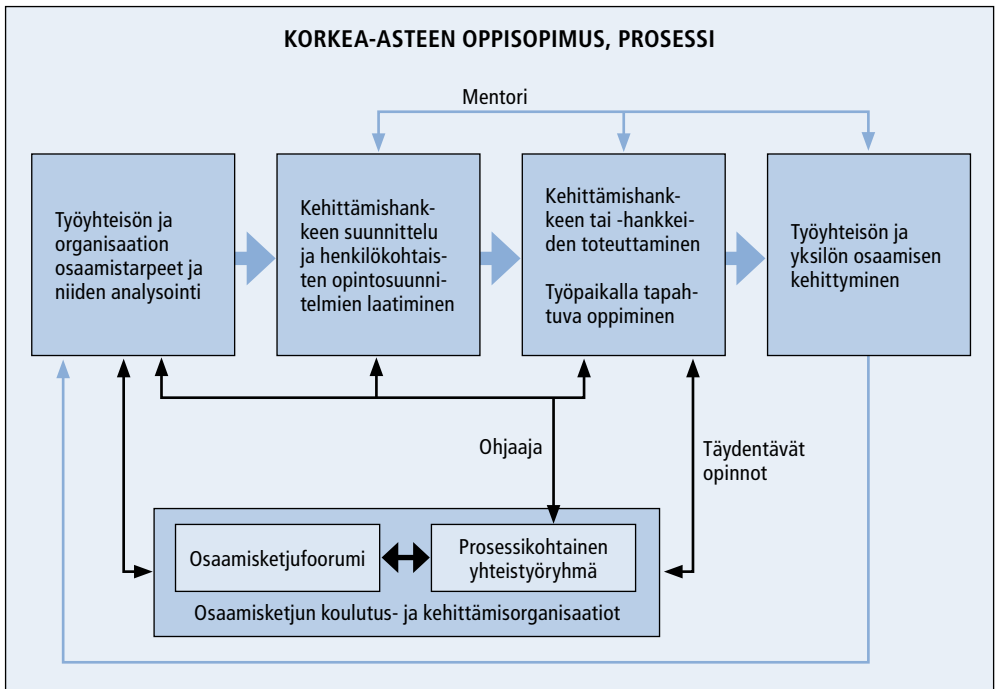 KORKEA-ASTEEN OPPISOPIMUS, PROSESSI
Mentori
Työyhteisön ja
organisaation
osaamistarpeet ja
niiden analysointi
Kehittämishank-
keen suunnittelu
ja henkilökohtais-
ten opintosuunni-
telmien laatiminen
Kehittämishank-
keen tai -hankkei-
den toteuttaminen
Työpaikalla tapah-
tuva oppiminen
Työyhteisön ja
yksilön osaamisen
kehittyminen
Ohjaaja
Täydentävät
opinnot
Osaamisketjufoorumi
Prosessikohtainen
yhteistyöryhmä
Osaamisketjun koulutus- ja kehittämisorganisaatiot